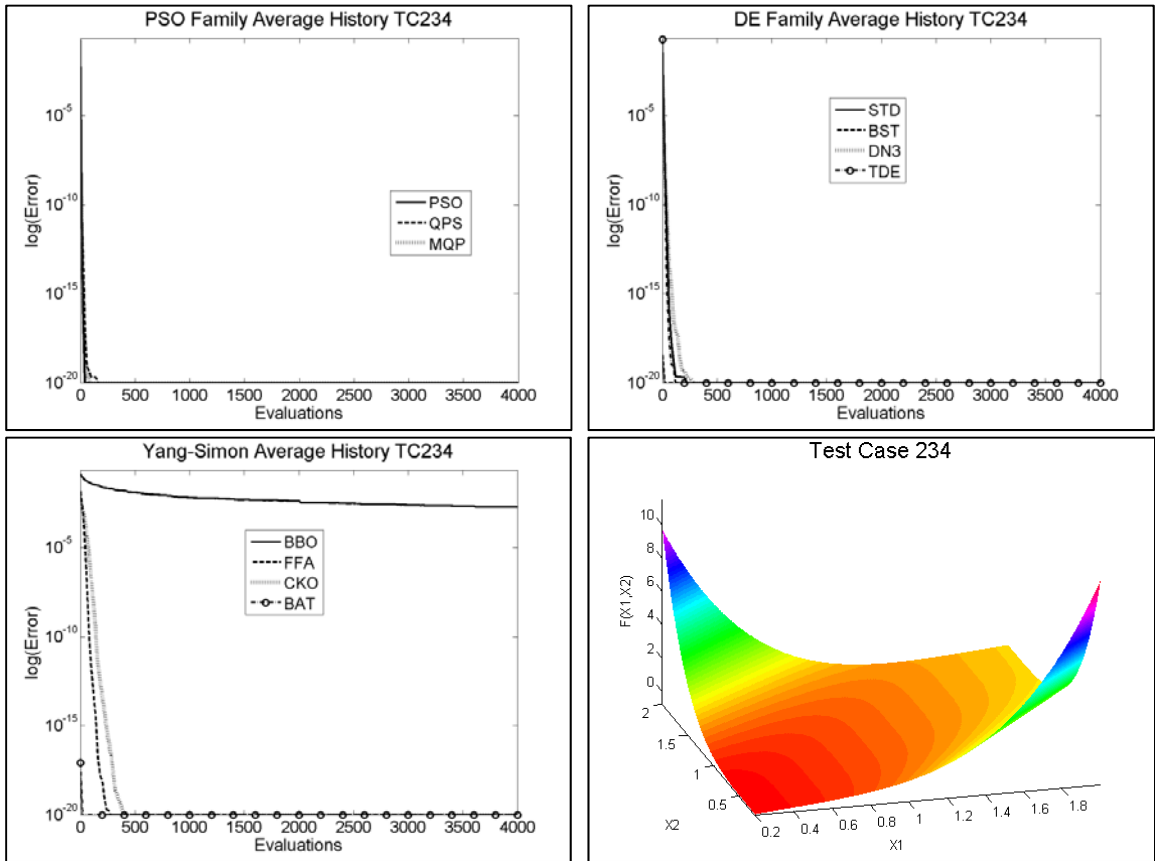 PSO Family Average History TC234
log(Error)
10^-5
10^-10
10^-15
10^-20
PSO
QPS
MQP
0 500 1000 1500 2000 2500 3000 3500 4000
Evaluations
DE Family Average History TC234
log(Error)
10^-5
10^-10
10^-15
10^-20
STD
BST
DN3
TDE
0 500 1000 1500 2000 2500 3000 3500 4000
Evaluations
Yang-Simon Average History TC234
log(Error)
10^-5
10^-10
10^-15
10^-20
BBO
FFA
CKO
BAT
0 500 1000 1500 2000 2500 3000 3500 4000
Evaluations
Test Case 234
F(X1,X2)
10
8
6
4
2
0
2
1.5
1
0.5
X2
0.2 0.4 0.6 0.8 1 1.2 1.4 1.6 1.8
X1